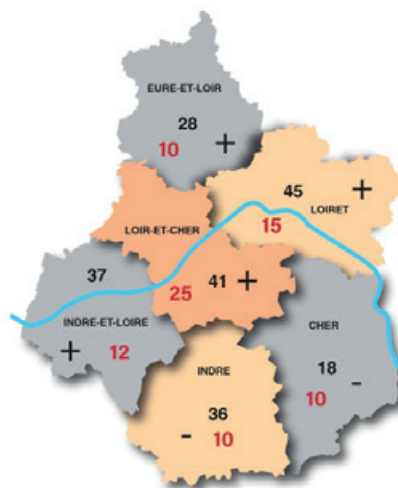 EURE-ET-LOIR
28
10 +
45 +
LOIRET
15
LOIR-ET-CHER
37
41 +
25
INDRE-ET-LOIRE
+ 12
CHER
18 -
10
INDRE
36
- 10